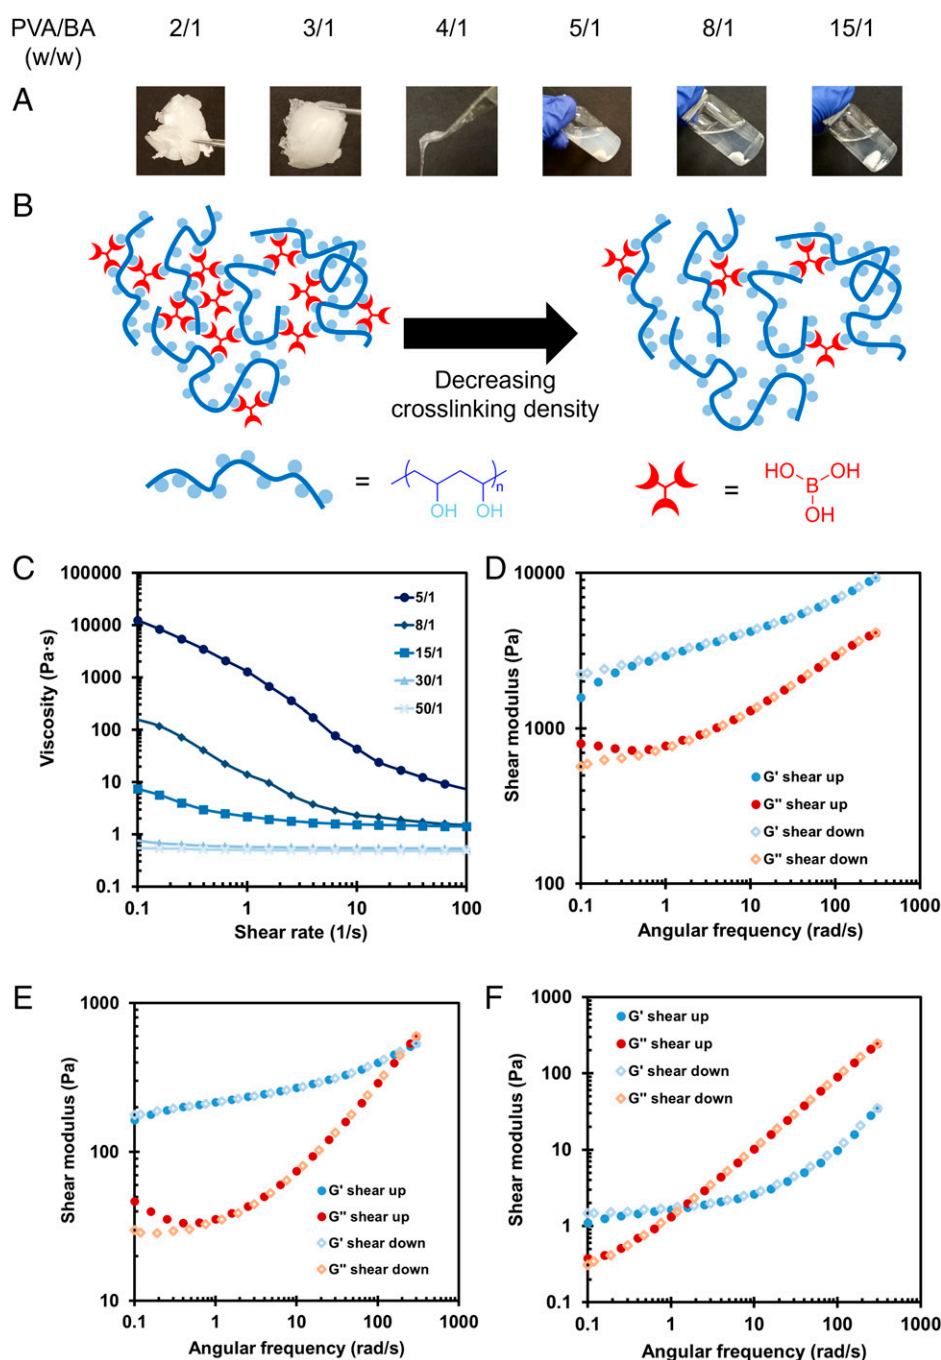 PVA/BA 2/1 3/1 4/1 5/1 8/1 15/1
(w/w)
A
B
Decreasing
crosslinking density
= n
OH OH
= HO OH
B
OH
C
100000
10000
1000
100
10
1
0.1
Viscosity (Pa·s)
5/1
8/1
15/1
30/1
50/1
0.1 1 10 100
Shear rate (1/s)
D
10000
1000
100
Shear modulus (Pa)
G' shear up
G" shear up
G' shear down
G" shear down
0.1 1 10 100 1000
Angular frequency (rad/s)
E
1000
100
10
Shear modulus (Pa)
G' shear up
G" shear up
G' shear down
G" shear down
0.1 1 10 100 1000
Angular frequency (rad/s)
F
1000
100
10
1
0.1
Shear modulus (Pa)
G' shear up
G" shear up
G' shear down
G" shear down
0.1 1 10 100 1000
Angular frequency (rad/s)